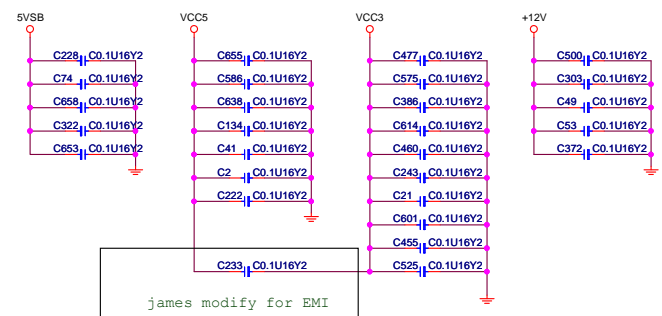 5VSB VCC5 VCC3 +12V
C228 C0.1U16Y2 C655 C0.1U16Y2 C477 C0.1U16Y2 C500 C0.1U16Y2
C74 C0.1U16Y2 C586 C0.1U16Y2 C575 C0.1U16Y2 C303 C0.1U16Y2
C658 C0.1U16Y2 C638 C0.1U16Y2 C386 C0.1U16Y2 C49 C0.1U16Y2
C322 C0.1U16Y2 C134 C0.1U16Y2 C614 C0.1U16Y2 C53 C0.1U16Y2
C653 C0.1U16Y2 C41 C0.1U16Y2 C460 C0.1U16Y2 C372 C0.1U16Y2
C2 C0.1U16Y2 C243 C0.1U16Y2
C222 C0.1U16Y2 C21 C0.1U16Y2
C601 C0.1U16Y2
C455 C0.1U16Y2
C233 C0.1U16Y2 C525 C0.1U16Y2
james modify for EMI